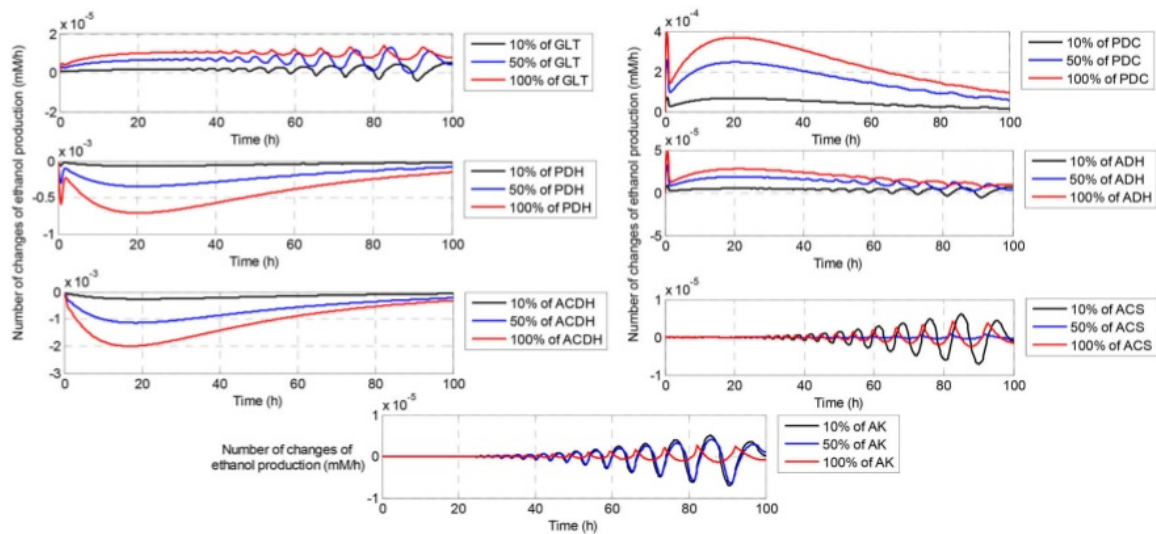 x 10-5
Number of changes of ethanol production (mM/h)
2
0
-2
0 20 40 60 80 100
Time (h)
10% of GLT
50% of GLT
100% of GLT
x 10-3
0
-0.5
-1
0 20 40 60 80 100
Time (h)
10% of PDH
50% of PDH
100% of PDH
x 10-3
0
-1
-2
-3
0 20 40 60 80 100
Time (h)
10% of ACDH
50% of ACDH
100% of ACDH
x 10-4
Number of changes of ethanol production (mM/h)
4
2
0
0 20 40 60 80 100
Time (h)
10% of PDC
50% of PDC
100% of PDC
x 10-5
5
0
-5
0 20 40 60 80 100
Time (h)
10% of ADH
50% of ADH
100% of ADH
x 10-5
1
0
-1
0 20 40 60 80 100
Time (h)
10% of ACS
50% of ACS
100% of ACS
x 10-5
Number of changes of
ethanol production (mM/h)
1
0
-1
0 20 40 60 80 100
Time (h)
10% of AK
50% of AK
100% of AK